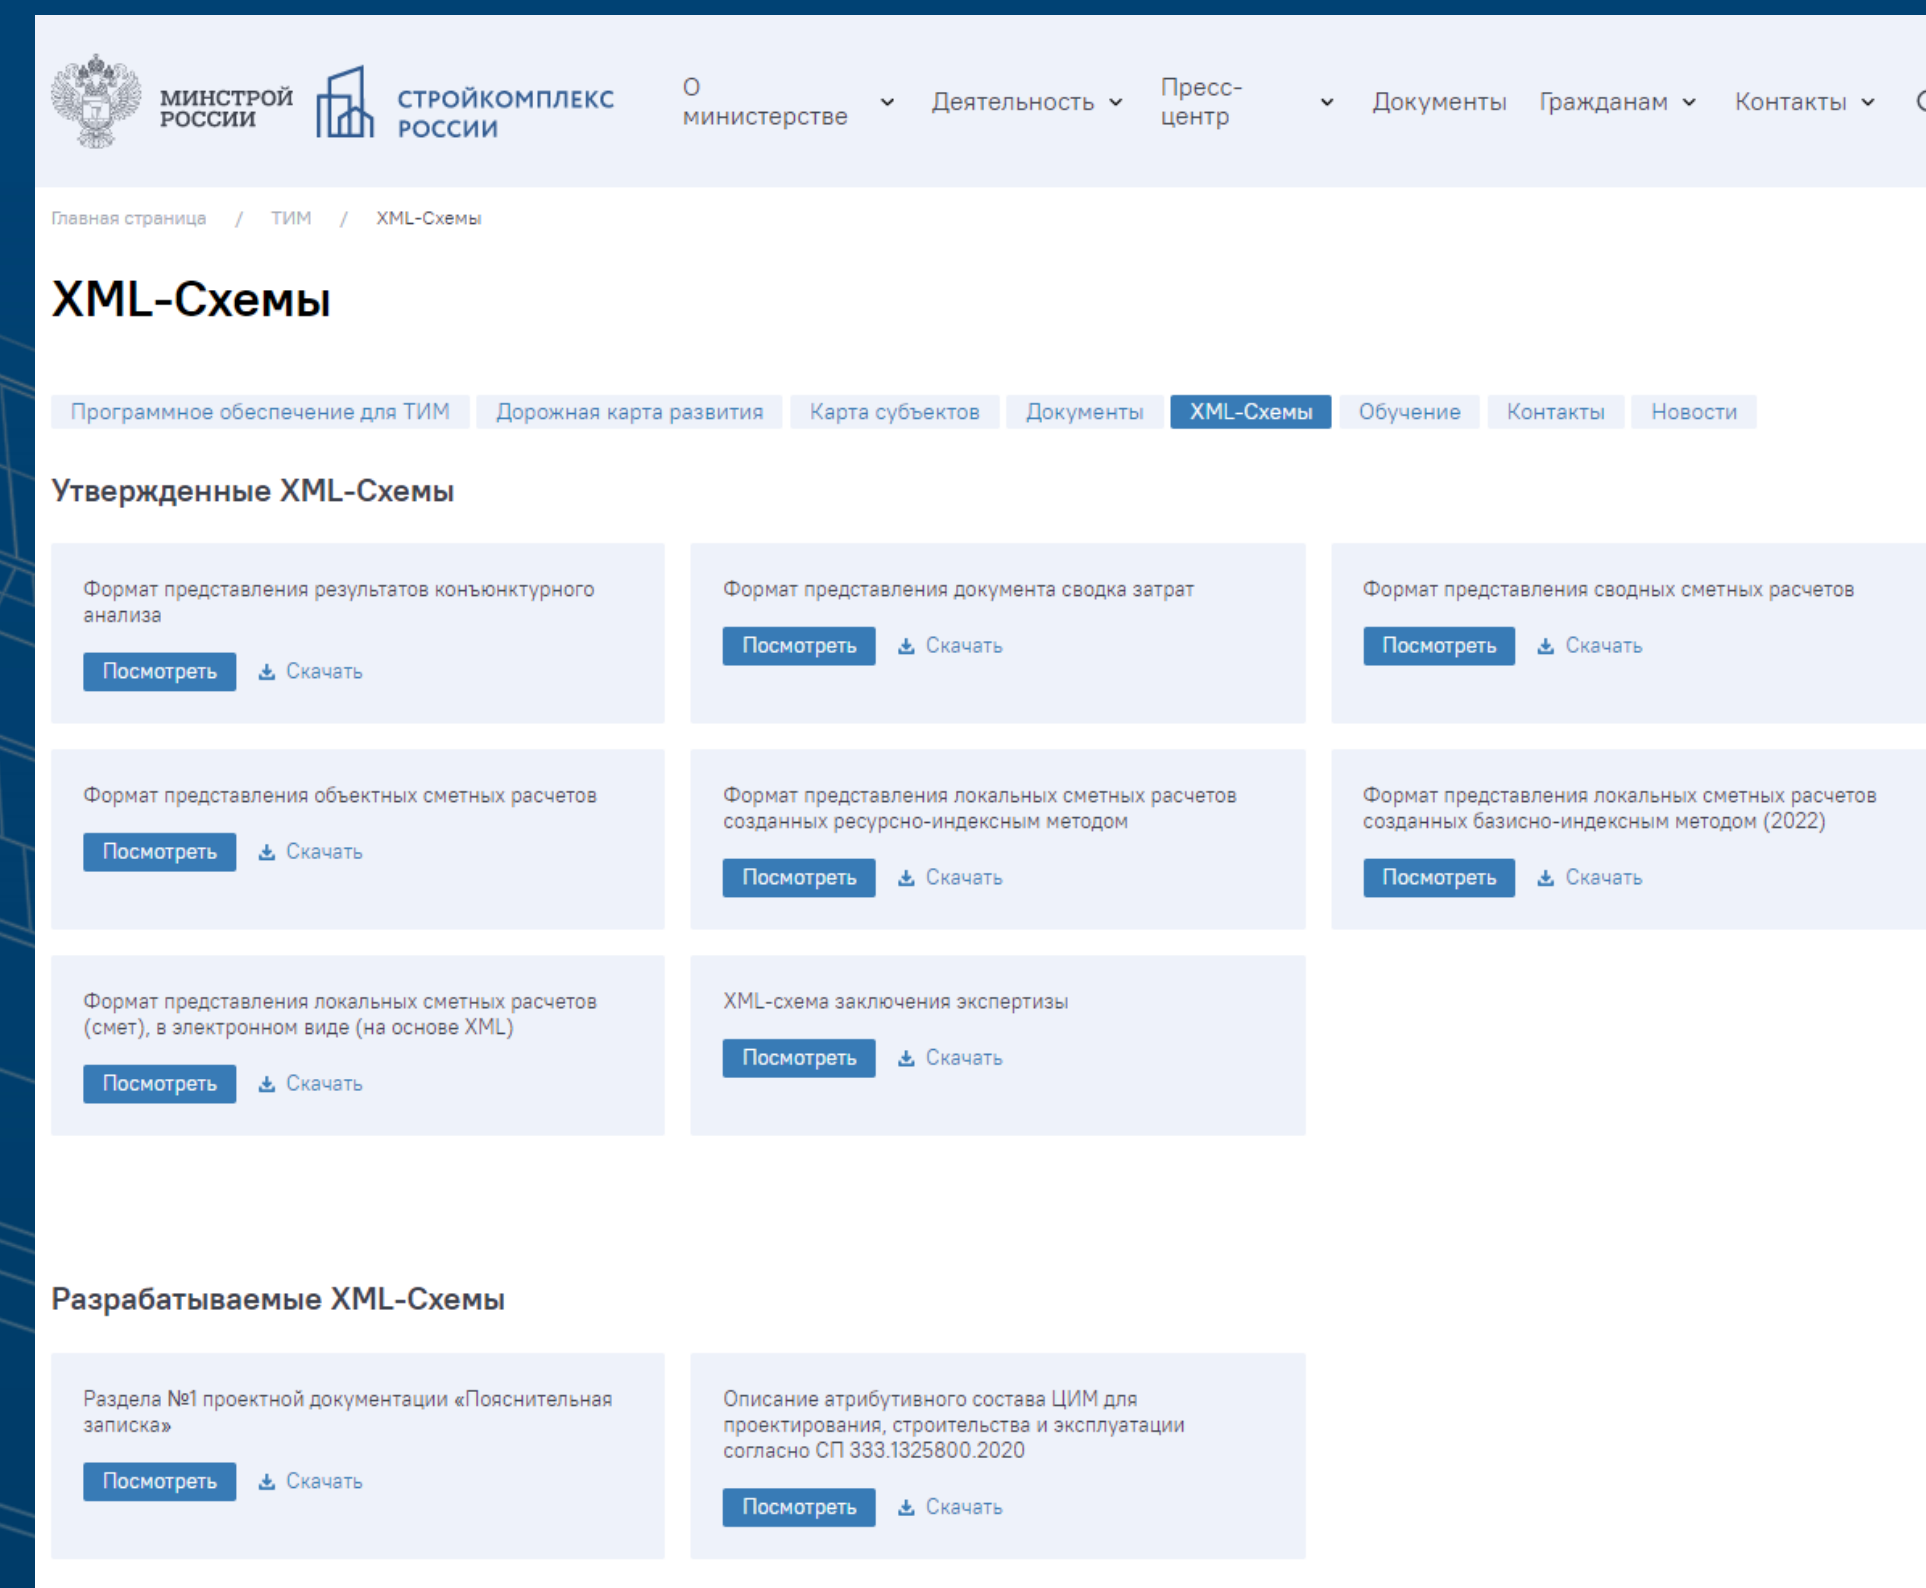 МИНСТРОЙ
РОССИИ
СТРОЙКОМПЛЕКС
РОССИИ
О
министерстве
Деятельность
Пресс-
центр
Документы
Гражданам
Контакты
Главная страница / ТИМ / XML-Схемы
XML-Схемы
Программное обеспечение для ТИМ
Дорожная карта развития
Карта субъектов
Документы
XML-Схемы
Обучение
Контакты
Новости
Утвержденные XML-Схемы
Формат представления результатов конъюнктурного
анализа
Посмотреть
Скачать
Формат представления документа сводка затрат
Посмотреть
Скачать
Формат представления сводных сметных расчетов
Посмотреть
Скачать
Формат представления объектных сметных расчетов
Посмотреть
Скачать
Формат представления локальных сметных расчетов
созданных ресурсно-индексным методом
Посмотреть
Скачать
Формат представления локальных сметных расчетов
созданных базисно-индексным методом (2022)
Посмотреть
Скачать
Формат представления локальных сметных расчетов
(смет), в электронном виде (на основе XML)
Посмотреть
Скачать
XML-схема заключения экспертизы
Посмотреть
Скачать
Разрабатываемые XML-Схемы
Раздела №1 проектной документации «Пояснительная
записка»
Посмотреть
Скачать
Описание атрибутивного состава ЦИМ для
проектирования, строительства и эксплуатации
согласно СП 333.1325800.2020
Посмотреть
Скачать